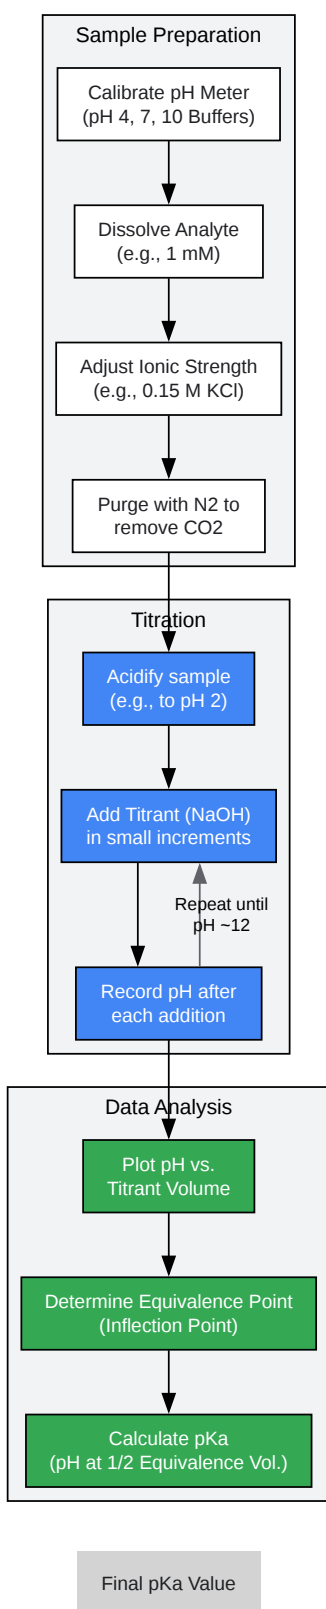 Sample Preparation
Calibrate pH Meter
(pH 4, 7, 10 Buffers)
Dissolve Analyte
(e.g., 1 mM)
Adjust Ionic Strength
(e.g., 0.15 M KCl)
Purge with N2 to
remove CO2
Titration
Acidify sample
(e.g., to pH 2)
Add Titrant (NaOH)
in small increments
Repeat until
pH ~12
Record pH after
each addition
Data Analysis
Plot pH vs.
Titrant Volume
Determine Equivalence Point
(Inflection Point)
Calculate pKa
(pH at 1/2 Equivalence Vol.)
Final pKa Value